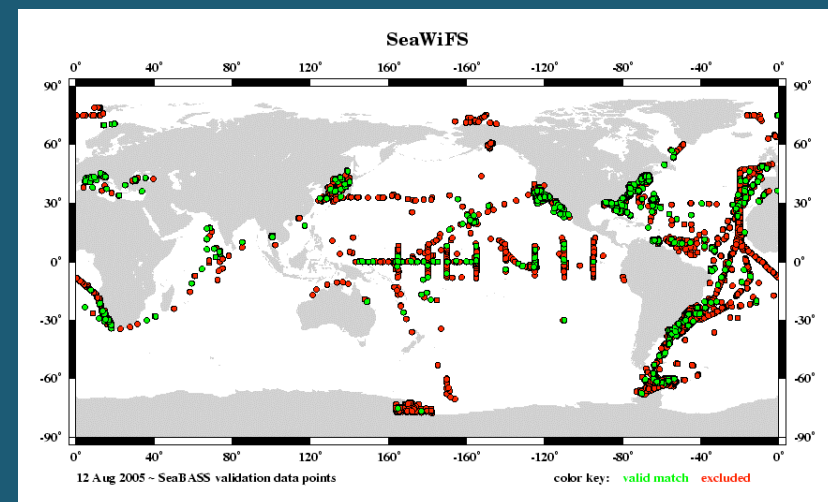 SeaWiFS
0° 40° 80° 120° 160° -160° -120° -80° -40° 0°
90° 90°
60° 60°
30° 30°
0° 0°
-30° -30°
-60° -60°
-90° -90°
0° 40° 80° 120° 160° -160° -120° -80° -40° 0°
12 Aug 2005 ~ SeaBASS validation data points color key: valid match excluded